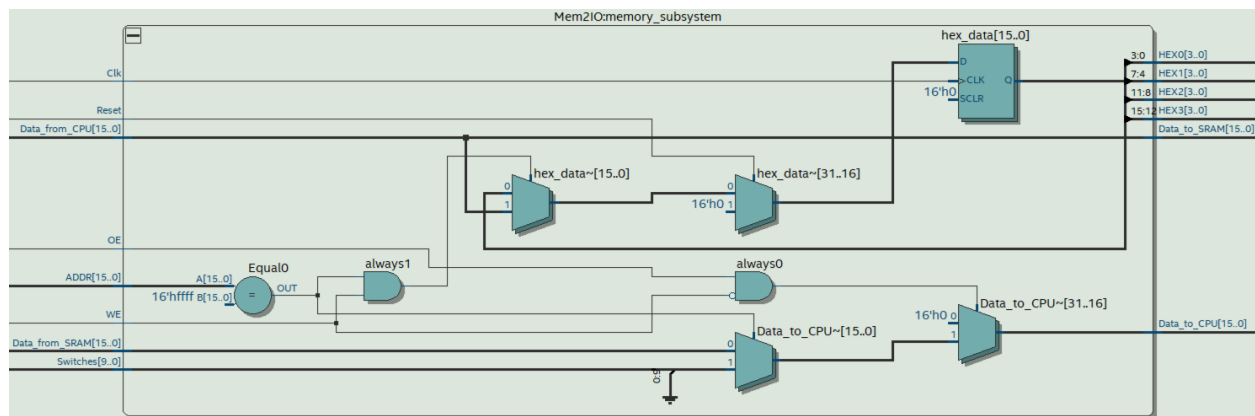 Mem2IO:memory_subsystem
hex_data[15..0]
Clk
D
CLK
Q
16'h0
SCLR
3:0 HEX0[3..0]
7:4 HEX1[3..0]
11:8 HEX2[3..0]
15:12 HEX3[3..0]
Reset
Data_from_CPU[15..0]
Data_to_SRAM[15..0]
hex_data~[15..0]
0
1
hex_data~[31..16]
0
16'h0 1
OE
ADDR[15..0]
Equal0
A[15..0]
16'hffff B[15..0]
=
OUT
always1
always0
WE
Data_to_CPU~[31..16]
16'h0 0
1
Data_to_CPU[15..0]
Data_to_CPU~[15..0]
0
1
Data_from_SRAM[15..0]
Switches[9..0]